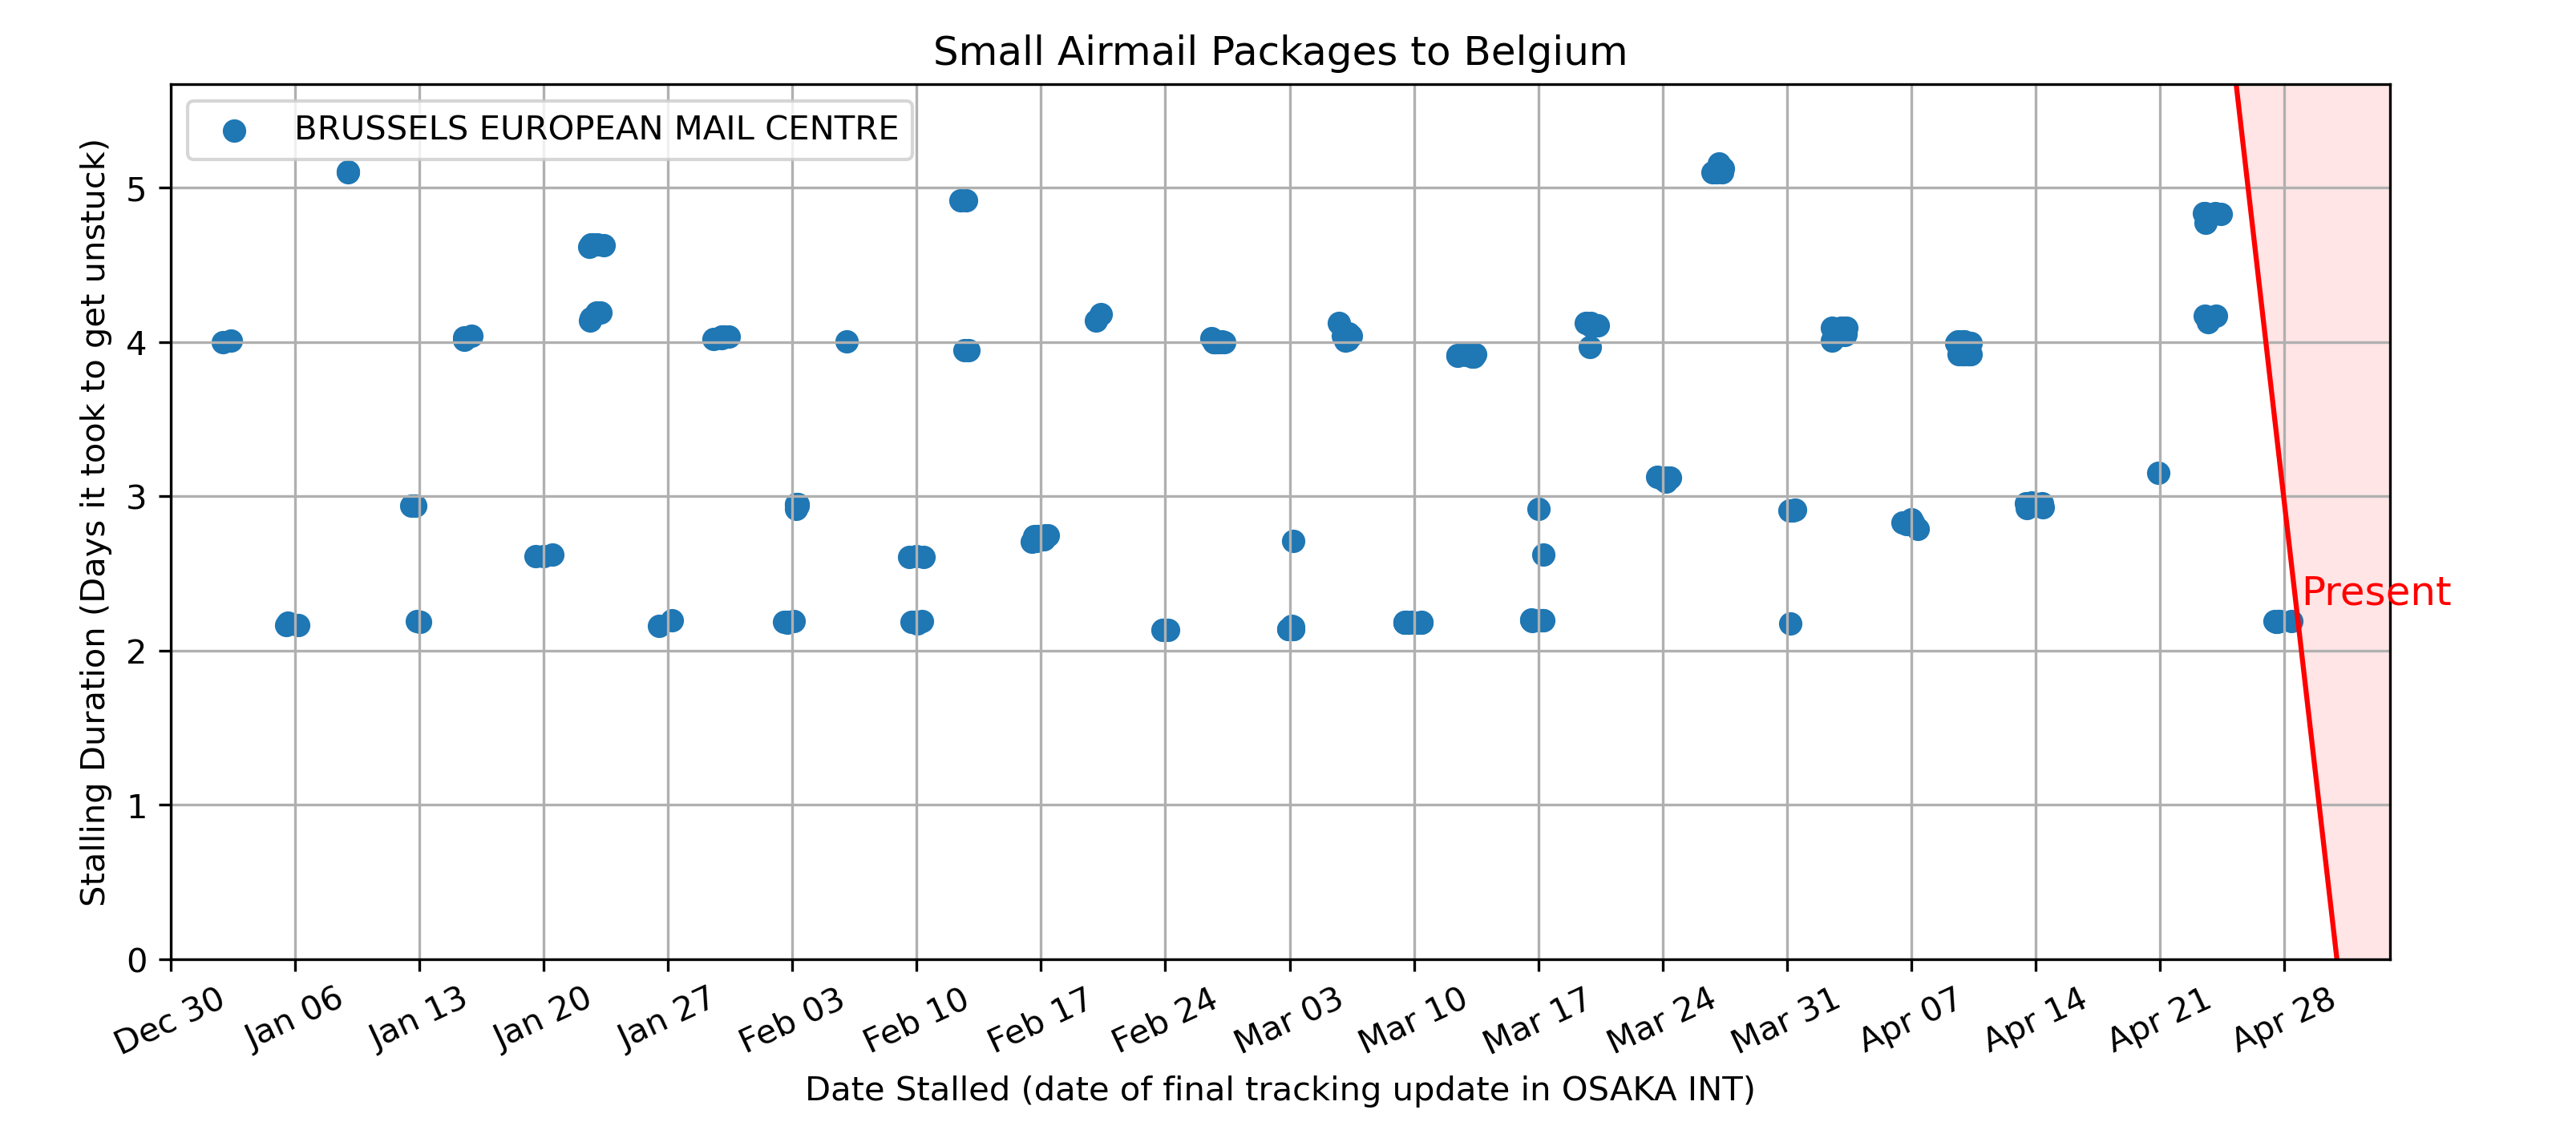 Small Airmail Packages to Belgium
BRUSSELS EUROPEAN MAIL CENTRE
Stalling Duration (Days it took to get unstuck)
5
4
3
2
1
0
Present
Dec 30 Jan 06 Jan 13 Jan 20 Jan 27 Feb 03 Feb 10 Feb 17 Feb 24 Mar 03 Mar 10 Mar 17 Mar 24 Mar 31 Apr 07 Apr 14 Apr 21 Apr 28
Date Stalled (date of final tracking update in OSAKA INT)